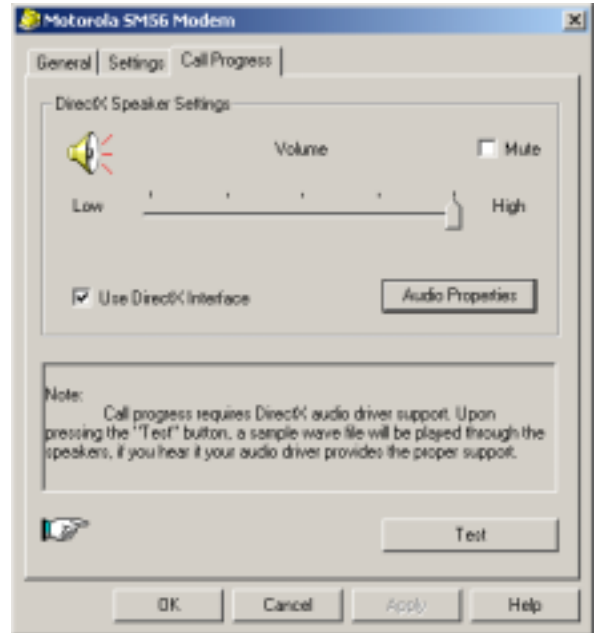 Motorola SM56 Modem
General Settings Call Progress
DirectX Speaker Settings
Volume Mute
Low High
Use DirectX Interface Audio Properties
Note:
Call progress requires DirectX audio driver support. Upon
pressing the "Test" button, a sample wave file will be played through the
speakers, if you hear it your audio driver provides the proper support.
Test
OK Cancel Apply Help